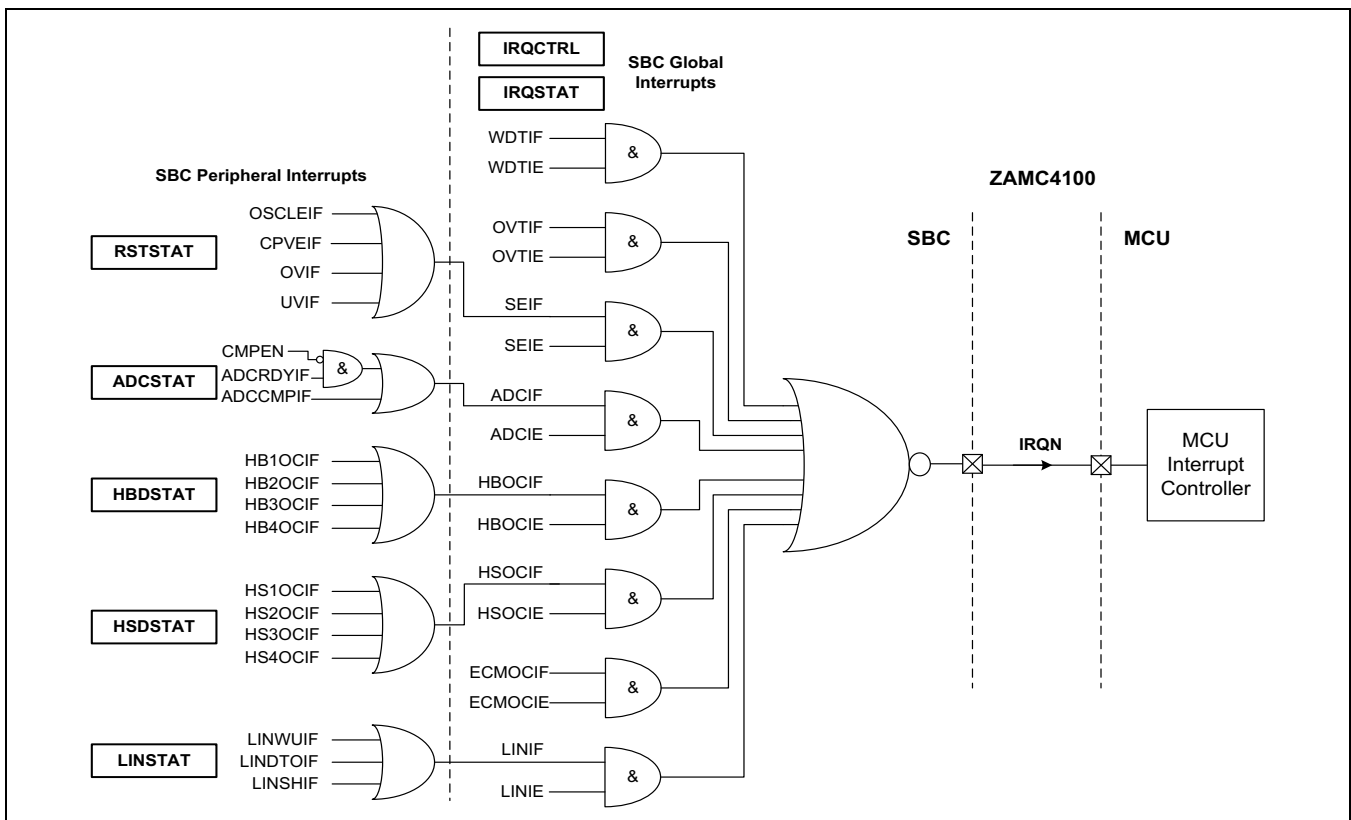 IRQCTRL
IRQSTAT
SBC Global
Interrupts
SBC Peripheral Interrupts
RSTSTAT
OSCLEIF
CPVEIF
OVIF
UVIF
ADCSTAT
CMPEN
ADCRDYIF
ADCCMPIF
&
HBDSTAT
HB1OCIF
HB2OCIF
HB3OCIF
HB4OCIF
HSDSTAT
HS1OCIF
HS2OCIF
HS3OCIF
HS4OCIF
LINSTAT
LINWUIF
LINDTOIF
LINSHIF
WDTIF
WDTIE
&
OVTIF
OVTIE
&
SEIF
SEIE
&
ADCIF
ADCIE
&
HBOCIF
HBOCIE
&
HSOCIF
HSOCIE
&
ECMOCIF
ECMOCIE
&
LINIF
LINIE
&
ZAMC4100
SBC
MCU
IRQN
MCU
Interrupt
Controller